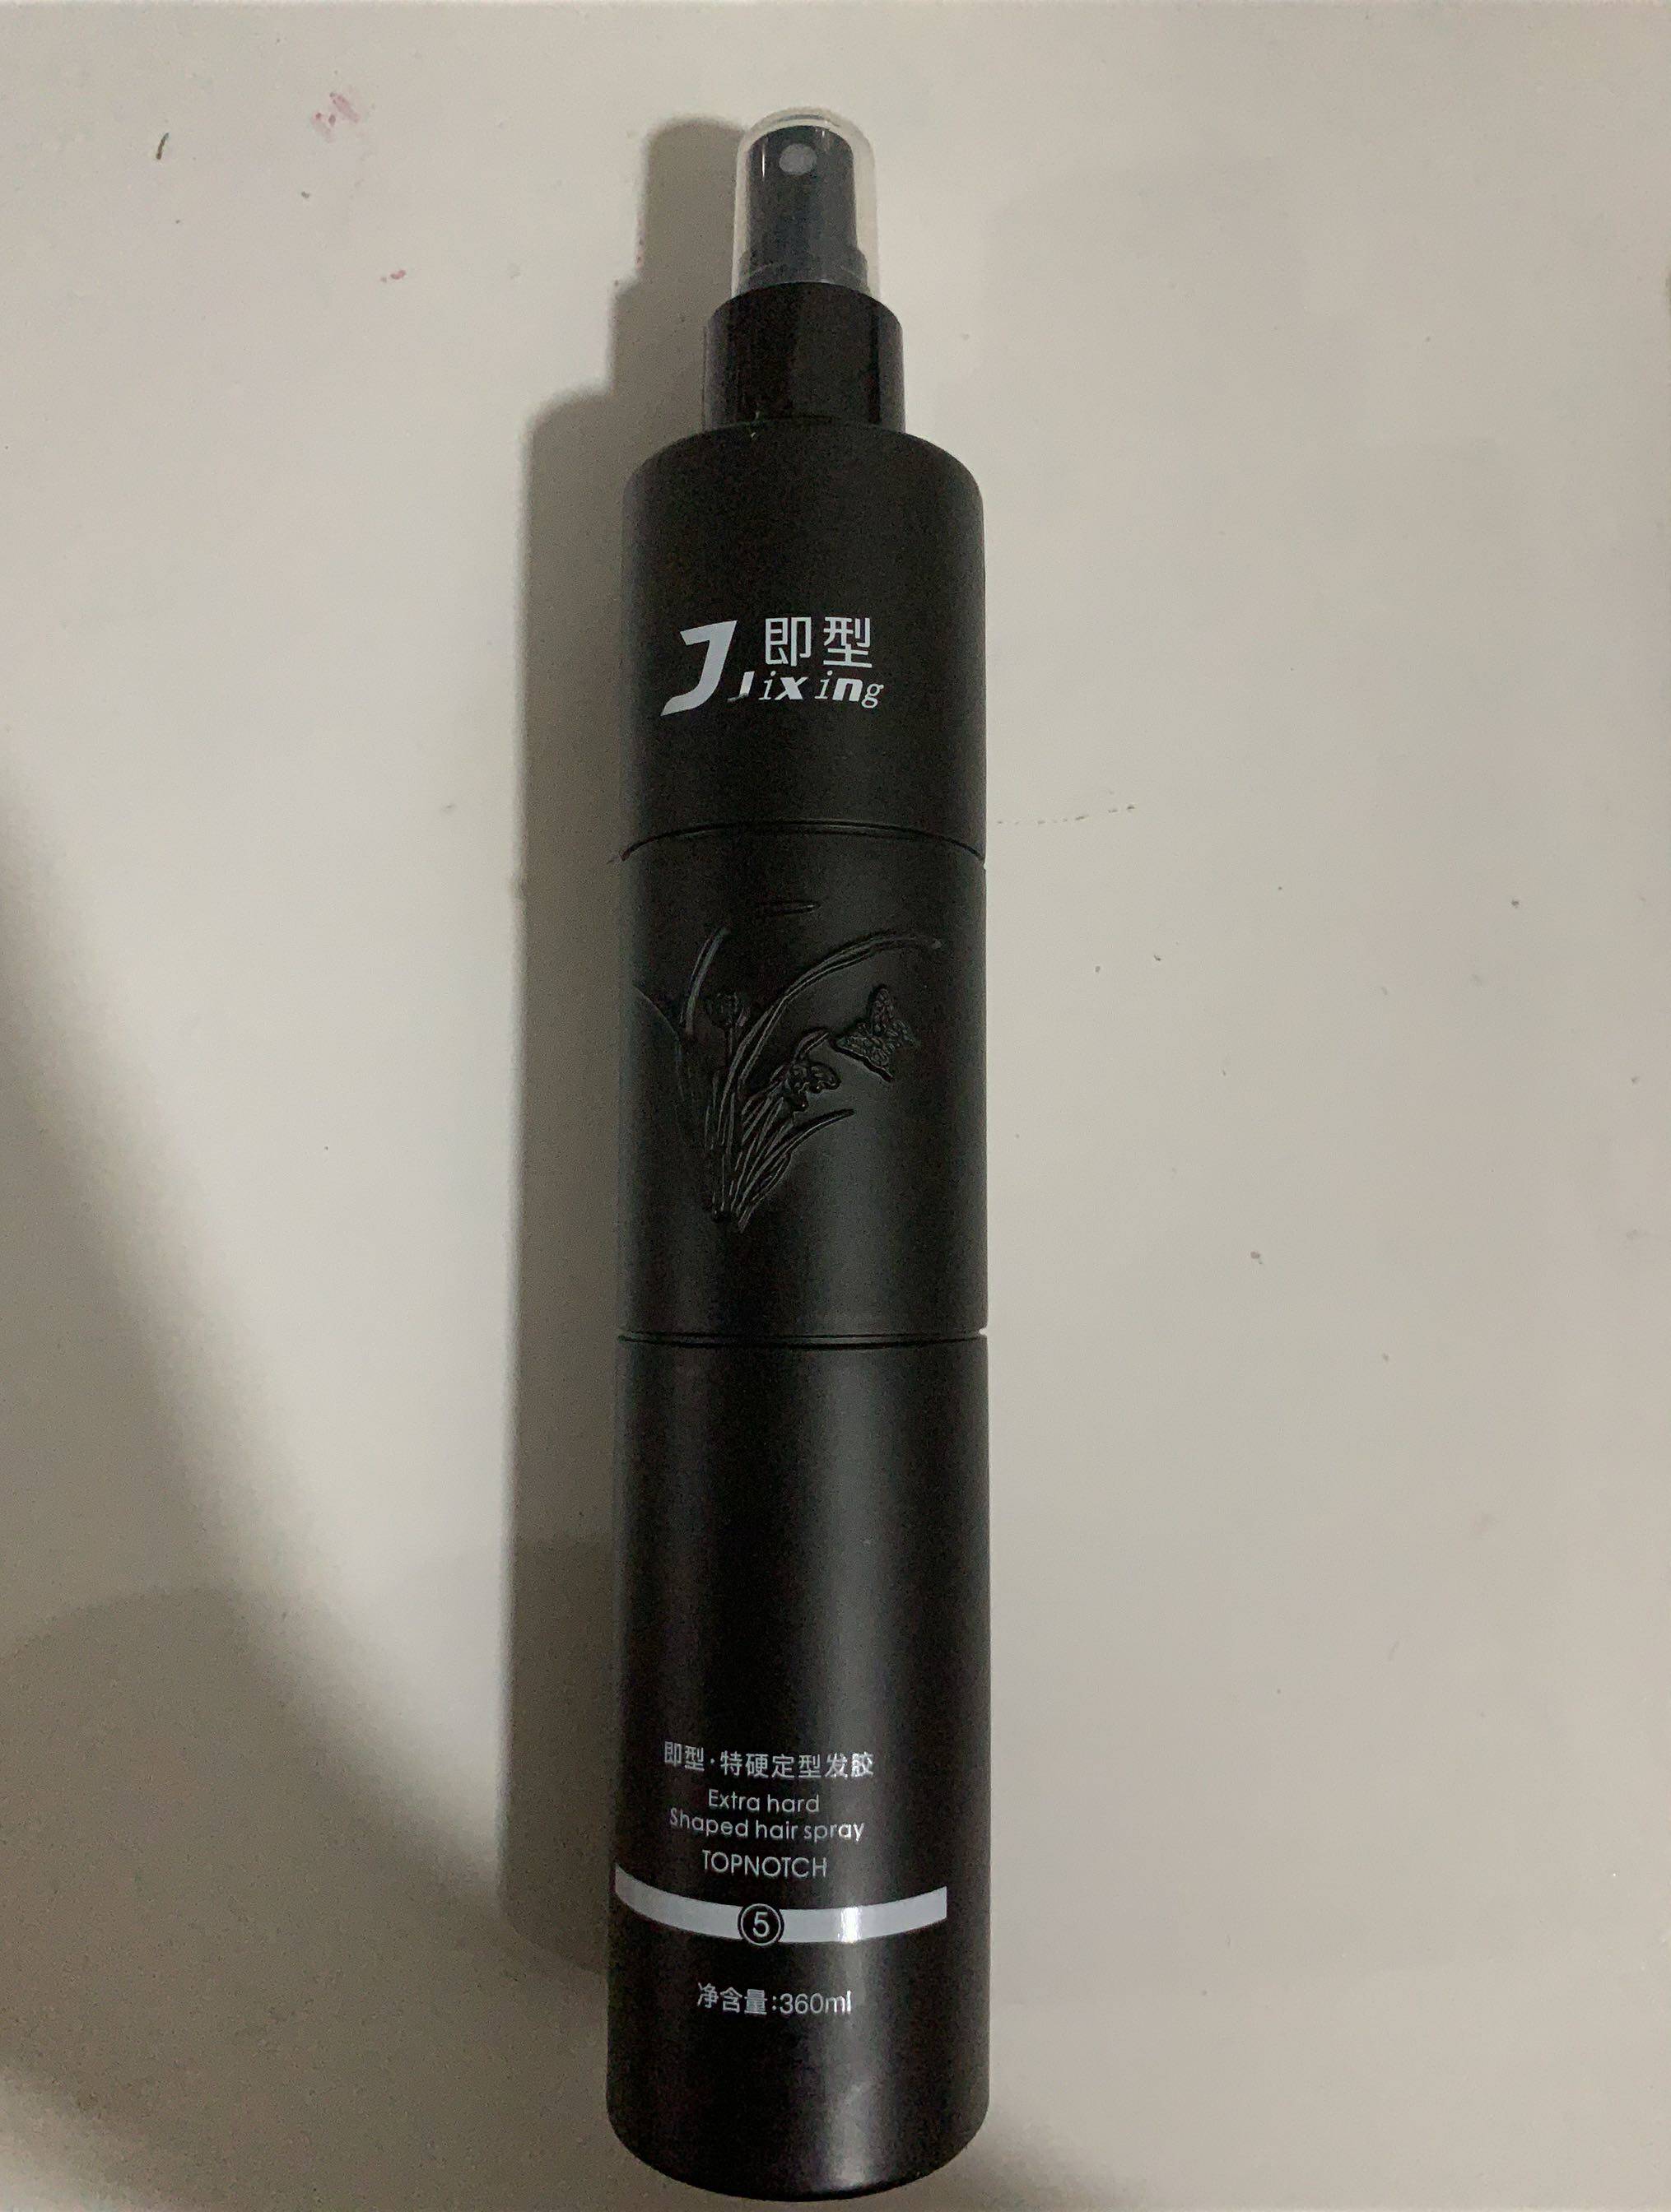 J 即型
Jixing
即型·特硬定型发胶
Extra hard
Shaped hair spray
TOPNOTCH
5
净含量:360ml